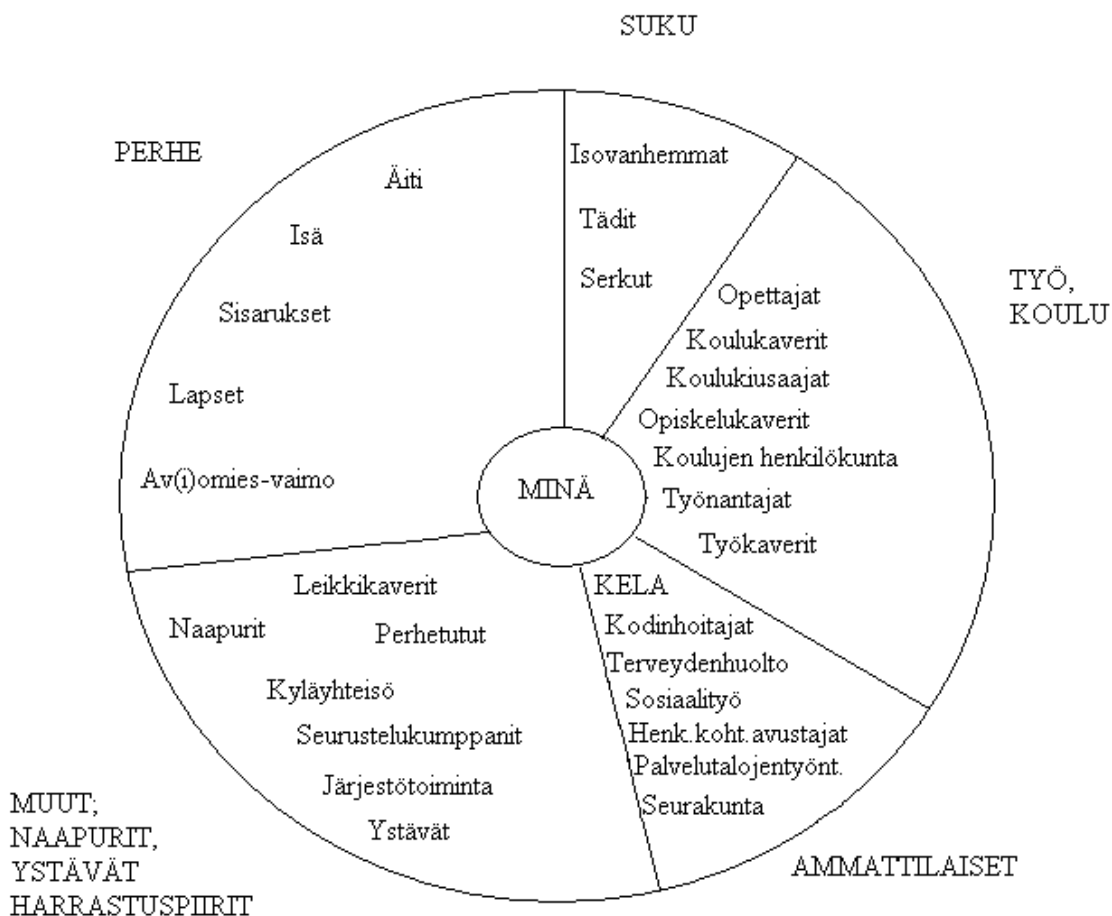 SUKU
Isovanhemmat
Tädit
Serkut
TYÖ,
KOULU
Opettajat
Koulukaverit
Koulukiusaajat
Opiskelukaverit
Koulujen henkilökunta
Työnantajat
Työkaverit
AMMATTILAISET
KELA
Kodinhoitajat
Terveydenhuolto
Sosiaalityö
Henk.koht.avustajat
Palvelutalojentyönt.
Seurakunta
MUUT;
NAAPURIT,
YSTÄVÄT
HARRASTUSPIIRIT
Leikkikaverit
Naapurit
Perhetutut
Kyläyhteisö
Seurustelukumppanit
Järjestötoiminta
Ystävät
PERHE
Äiti
Isä
Sisarukset
Lapset
Av(i)omies-vaimo
MINÄ